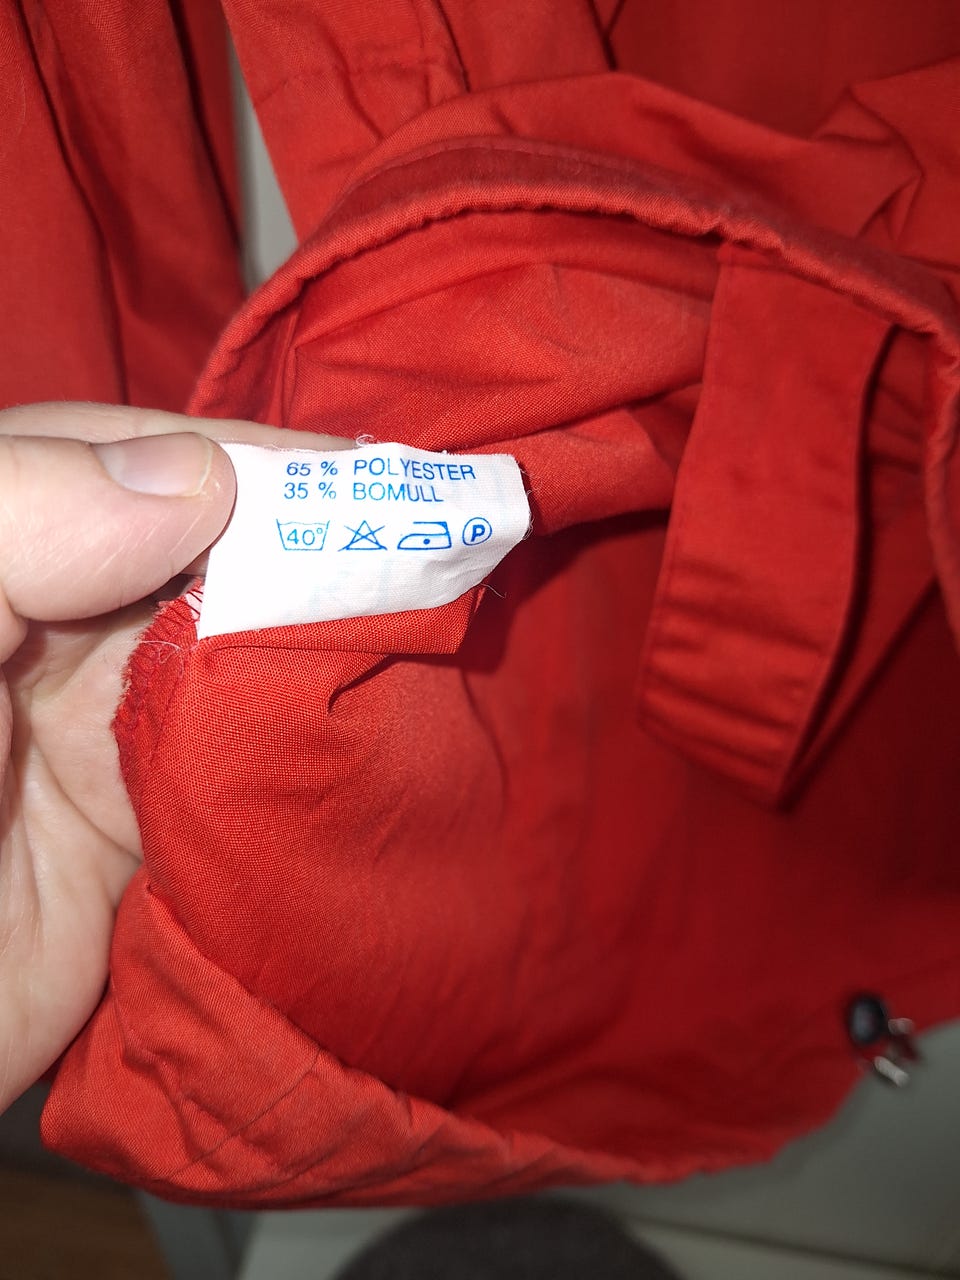 65 % POLYESTER
35 % BOMULL
40° P